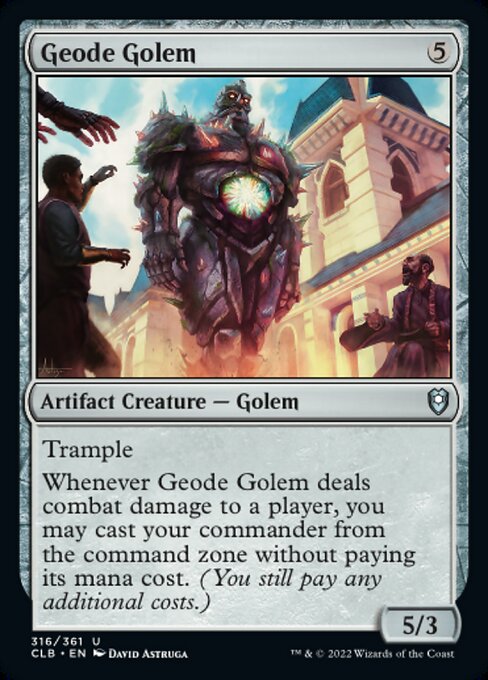 Geode Golem 5
Artifact Creature — Golem
Trample
Whenever Geode Golem deals
combat damage to a player, you
may cast your commander from
the command zone without paying
its mana cost. (You still pay any
additional costs.)
5/3
316/361 U
CLB • EN DAVID ASTRUGA
™ & © 2022 Wizards of the Coast